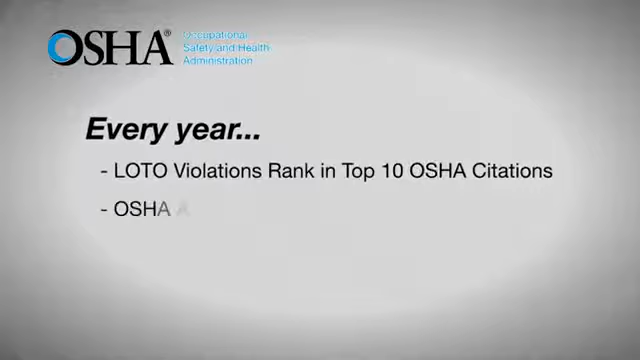 OSHA®
Occupational
Safety and Health
Administration
Every year...
- LOTO Violations Rank in Top 10 OSHA Citations
- OSHA A